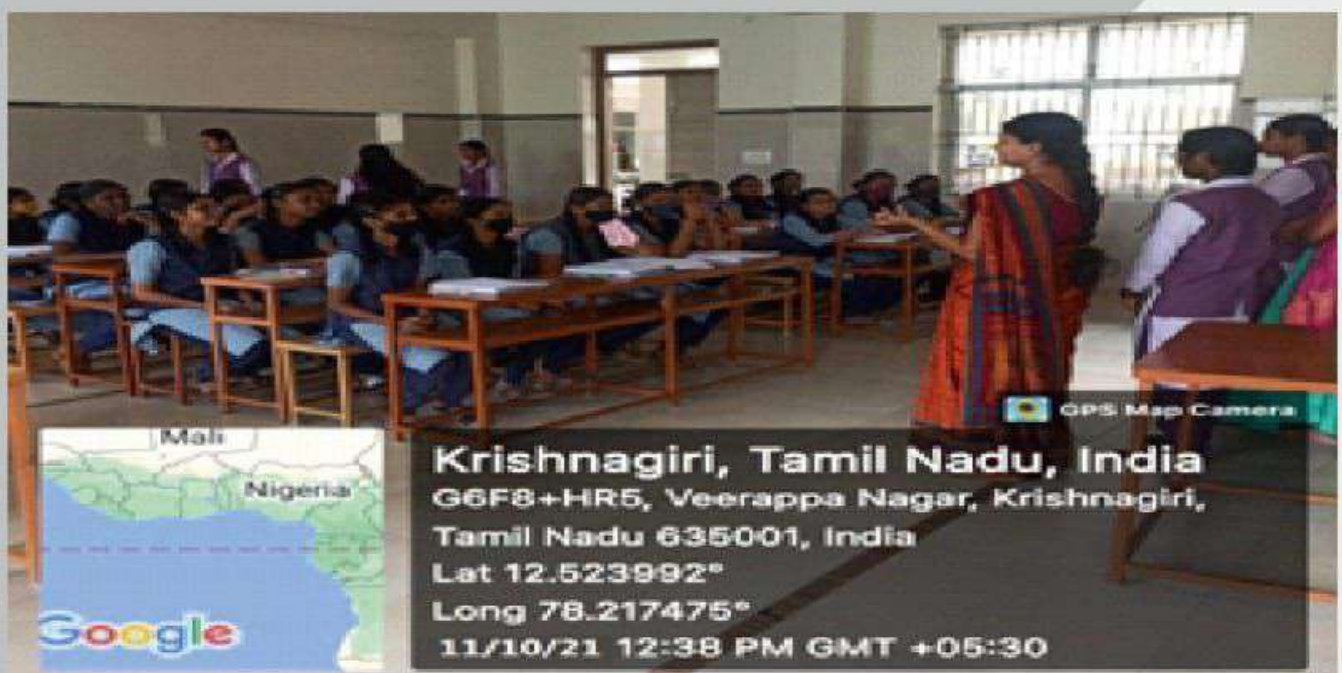 GPS Map Camera
Mali
Nigeria
Google
Krishnagiri, Tamil Nadu, India
G6F8+HR5, Veerappa Nagar, Krishnagiri,
Tamil Nadu 635001, India
Lat 12.523992°
Long 78.217475°
11/10/21 12:38 PM GMT +05:30